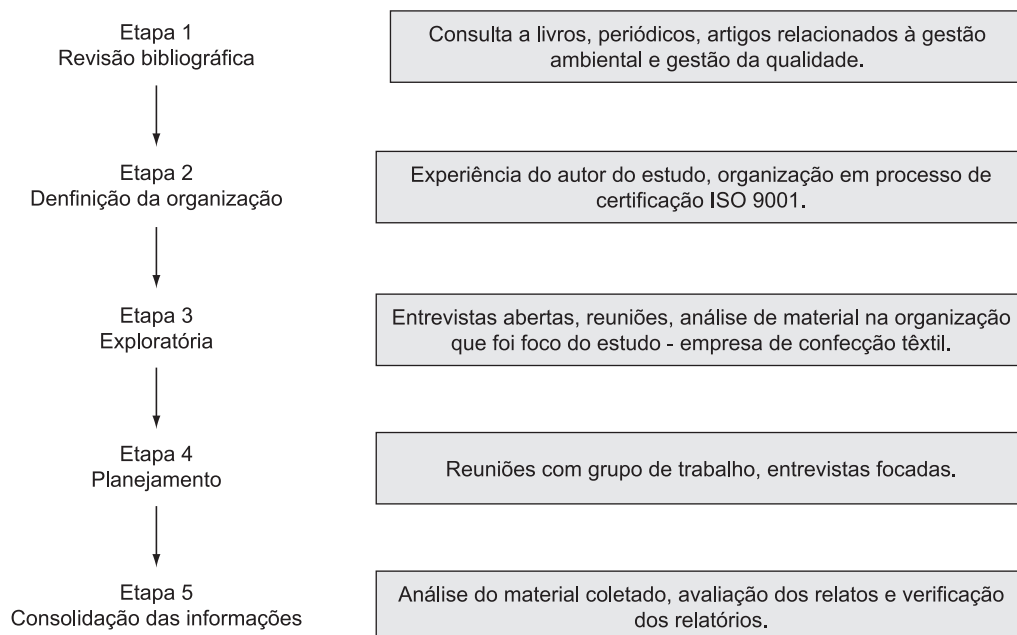 Etapa 1
Revisão bibliográfica
Consulta a livros, periódicos, artigos relacionados à gestão
ambiental e gestão da qualidade.
Etapa 2
Denfinição da organização
Experiência do autor do estudo, organização em processo de
certificação ISO 9001.
Etapa 3
Exploratória
Entrevistas abertas, reuniões, análise de material na organização
que foi foco do estudo - empresa de confecção têxtil.
Etapa 4
Planejamento
Reuniões com grupo de trabalho, entrevistas focadas.
Etapa 5
Consolidação das informações
Análise do material coletado, avaliação dos relatos e verificação
dos relatórios.